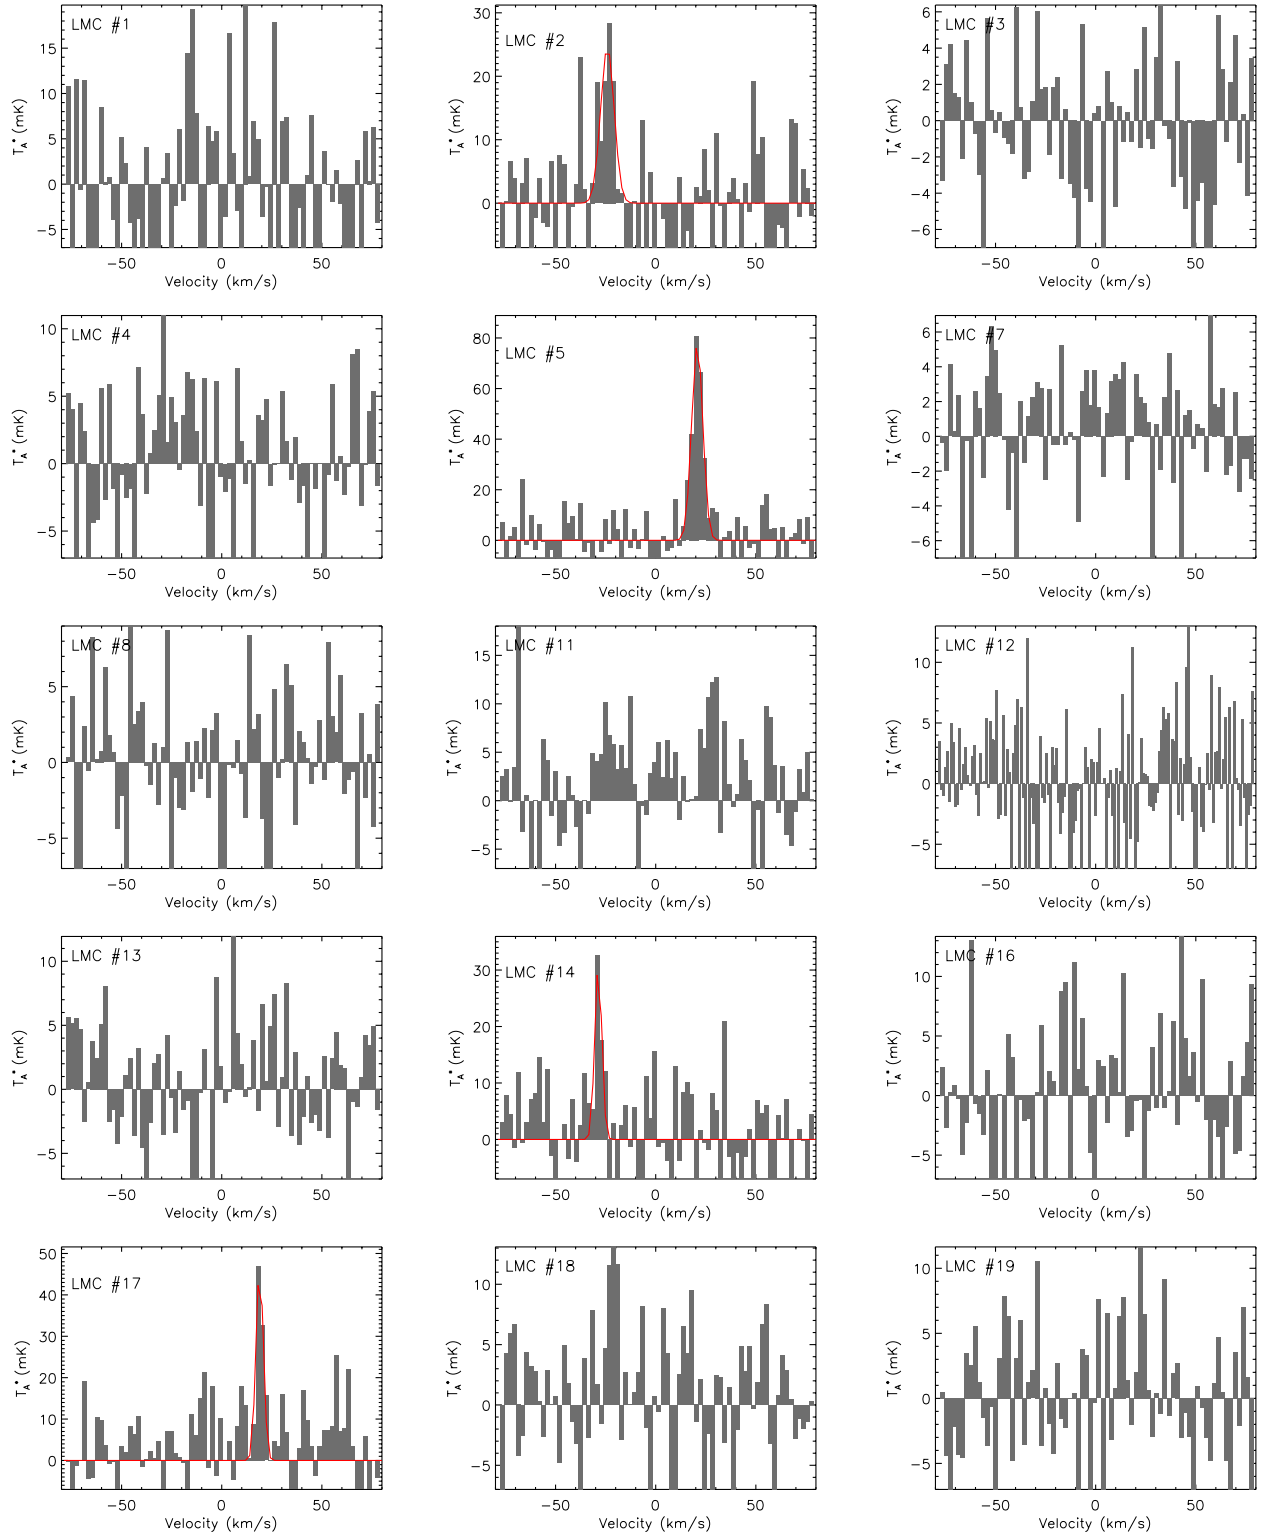 LMC #1
LMC #2
LMC #3
15
10
5
0
−5
30
20
10
0
6
4
2
0
−2
−4
−6
T_A* (mK)
T_A* (mK)
T_A* (mK)
−50 0 50
−50 0 50
−50 0 50
Velocity (km/s)
Velocity (km/s)
Velocity (km/s)
LMC #4
LMC #5
LMC #7
10
5
0
−5
80
60
40
20
0
6
4
2
0
−2
−4
−6
T_A* (mK)
T_A* (mK)
T_A* (mK)
−50 0 50
−50 0 50
−50 0 50
Velocity (km/s)
Velocity (km/s)
Velocity (km/s)
LMC #8
LMC #11
LMC #12
5
0
−5
15
10
5
0
−5
10
5
0
−5
T_A* (mK)
T_A* (mK)
T_A* (mK)
−50 0 50
−50 0 50
−50 0 50
Velocity (km/s)
Velocity (km/s)
Velocity (km/s)
LMC #13
LMC #14
LMC #16
10
5
0
−5
30
20
10
0
10
5
0
−5
T_A* (mK)
T_A* (mK)
T_A* (mK)
−50 0 50
−50 0 50
−50 0 50
Velocity (km/s)
Velocity (km/s)
Velocity (km/s)
LMC #17
LMC #18
LMC #19
50
40
30
20
10
0
10
5
0
−5
10
5
0
−5
T_A* (mK)
T_A* (mK)
T_A* (mK)
−50 0 50
−50 0 50
−50 0 50
Velocity (km/s)
Velocity (km/s)
Velocity (km/s)